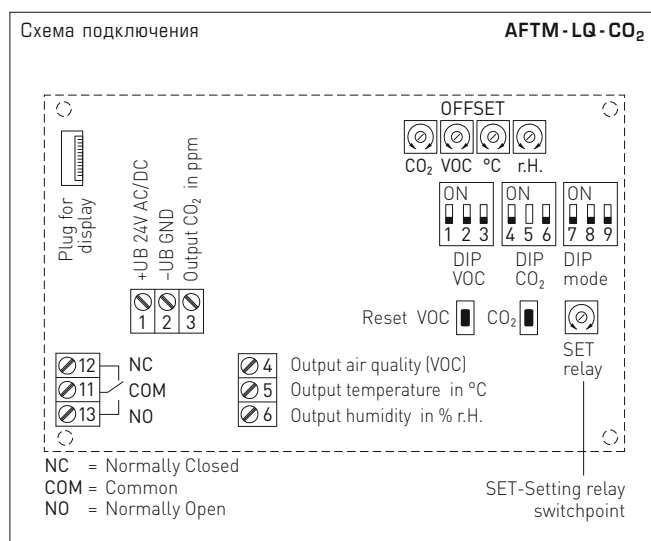 Схема подключения
AFTM - LQ - CO₂
OFFSET
CO₂ VOC °C r.H.
Plug for
display
+UB 24V AC/DC
–UB GND
Output CO₂ in ppm
ON ON ON
1 2 3 4 5 6 7 8 9
DIP
VOC
DIP
CO₂
DIP
mode
1 2 3
Reset VOC CO₂
SET
relay
12 NC
11 COM
13 NO
4 Output air quality (VOC)
5 Output temperature in °C
6 Output humidity in % r.H.
NC = Normally Closed
COM = Common
NO = Normally Open
SET-Setting relay
switchpoint